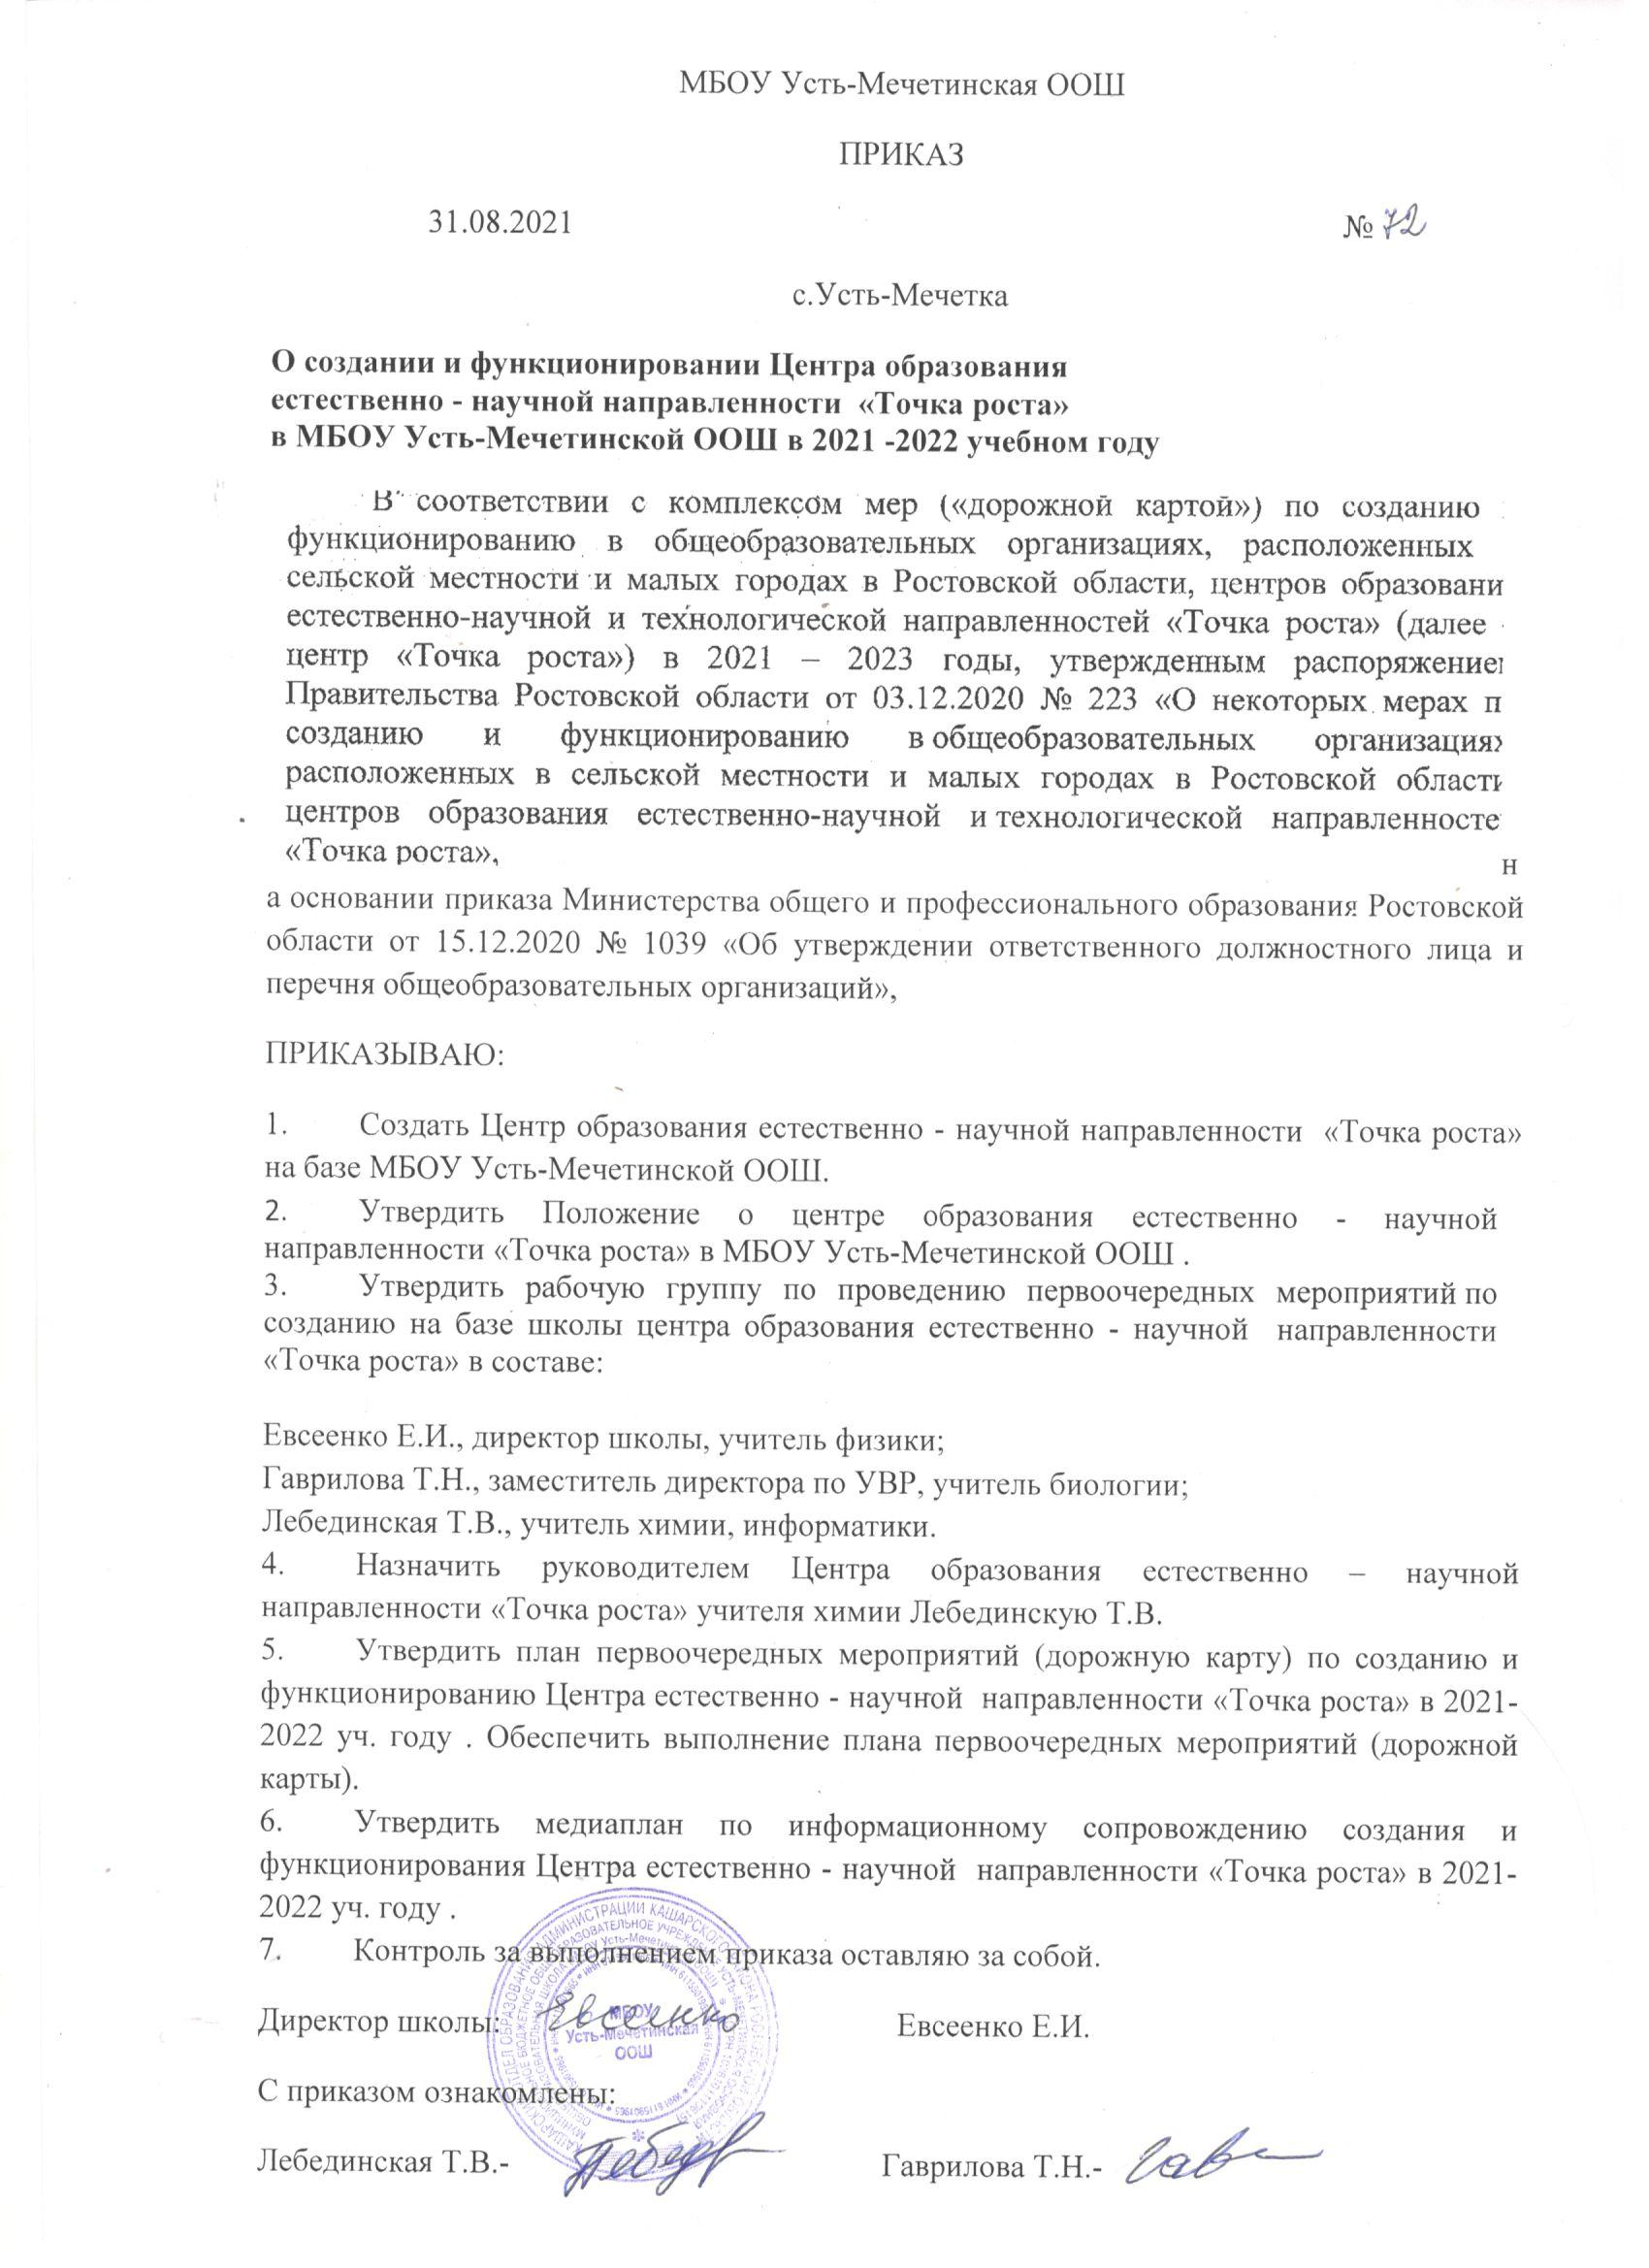 МБОУ Усть-Мечетинская ООШ
ПРИКАЗ
31.08.2021 № 72
с.Усть-Мечетка
О создании и функционировании Центра образования
естественно - научной направленности «Точка роста»
в МБОУ Усть-Мечетинской ООШ в 2021 -2022 учебном году
В соответствии с комплексом мер («дорожной картой») по созданию
функционированию в общеобразовательных организациях, расположенных
сельской местности и малых городах в Ростовской области, центров образовани
естественно-научной и технологической направленностей «Точка роста» (далее -
центр «Точка роста») в 2021 – 2023 годы, утвержденным распоряжение
Правительства Ростовской области от 03.12.2020 № 223 «О некоторых мерах п
созданию и функционированию в общеобразовательных организация
расположенных в сельской местности и малых городах в Ростовской област
центров образования естественно-научной и технологической направленносте
«Точка роста»,
н
а основании приказа Министерства общего и профессионального образования Ростовской
области от 15.12.2020 № 1039 «Об утверждении ответственного должностного лица и
перечня общеобразовательных организаций»,
ПРИКАЗЫВАЮ:
1. Создать Центр образования естественно - научной направленности «Точка роста»
на базе МБОУ Усть-Мечетинской ООШ.
2. Утвердить Положение о центре образования естественно - научной
направленности «Точка роста» в МБОУ Усть-Мечетинской ООШ .
3. Утвердить рабочую группу по проведению первоочередных мероприятий по
созданию на базе школы центра образования естественно - научной направленности
«Точка роста» в составе:
Евсеенко Е.И., директор школы, учитель физики;
Гаврилова Т.Н., заместитель директора по УВР, учитель биологии;
Лебединская Т.В., учитель химии, информатики.
4. Назначить руководителем Центра образования естественно – научной
направленности «Точка роста» учителя химии Лебединскую Т.В.
5. Утвердить план первоочередных мероприятий (дорожную карту) по созданию и
функционированию Центра естественно - научной направленности «Точка роста» в 2021-
2022 уч. году . Обеспечить выполнение плана первоочередных мероприятий (дорожной
карты).
6. Утвердить медиаплан по информационному сопровождению создания и
функционирования Центра естественно - научной направленности «Точка роста» в 2021-
2022 уч. году .
7. Контроль за выполнением приказа оставляю за собой.
Директор школы: Евсеенко Евсеенко Е.И.
МБОУ
Усть-Мечетинская
ООШ
С приказом ознакомлены:
Лебединская Т.В.- Гаврилова Т.Н.-